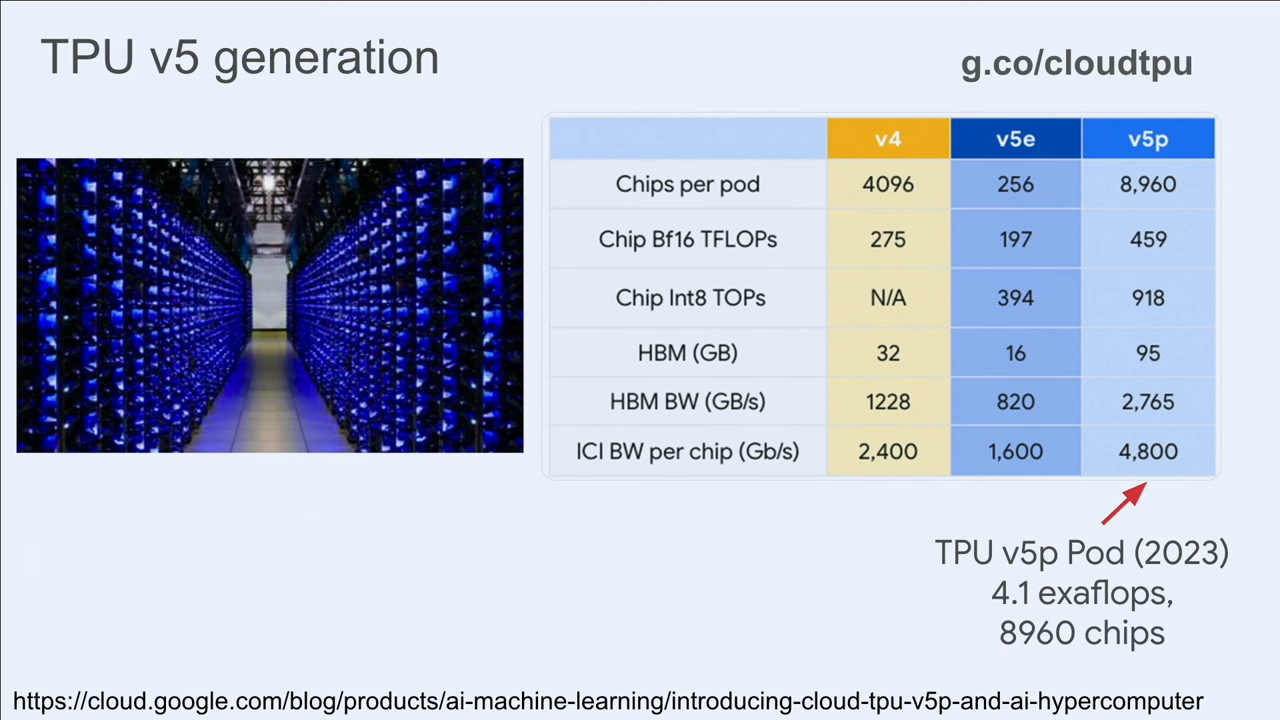 TPU v5 generation
g.co/cloudtpu
v4 v5e v5p
Chips per pod 4096 256 8,960
Chip Bf16 TFLOPs 275 197 459
Chip Int8 TOPs N/A 394 918
HBM (GB) 32 16 95
HBM BW (GB/s) 1228 820 2,765
ICI BW per chip (Gb/s) 2,400 1,600 4,800
TPU v5p Pod (2023)
4.1 exaflops,
8960 chips
https://cloud.google.com/blog/products/ai-machine-learning/introducing-cloud-tpu-v5p-and-ai-hypercomputer